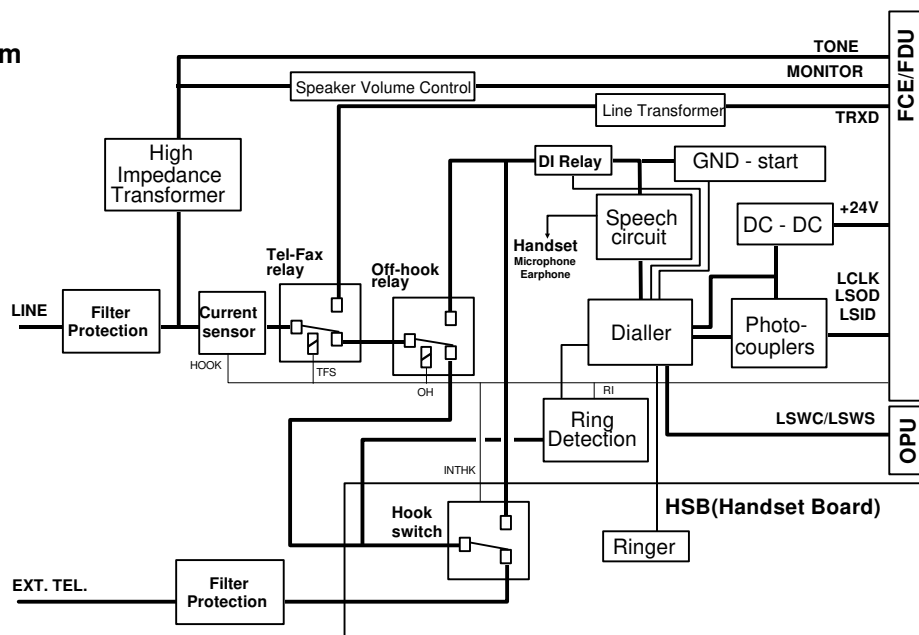 m
TONE
MONITOR
Speaker Volume Control
Line Transformer
TRXD
FCE/FDU
High
Impedance
Transformer
DI Relay
GND - start
+24V
DC - DC
Speech
circuit
Handset
Microphone
Earphone
Tel-Fax
relay
Off-hook
relay
LCLK
LSOD
LSID
LINE
Filter
Protection
Current
sensor
Dialler
Photo-
couplers
HOOK
TFS
OH
RI
Ring
Detection
LSWC/LSWS
OPU
INTHK
HSB(Handset Board)
Hook
switch
Ringer
EXT. TEL.
Filter
Protection